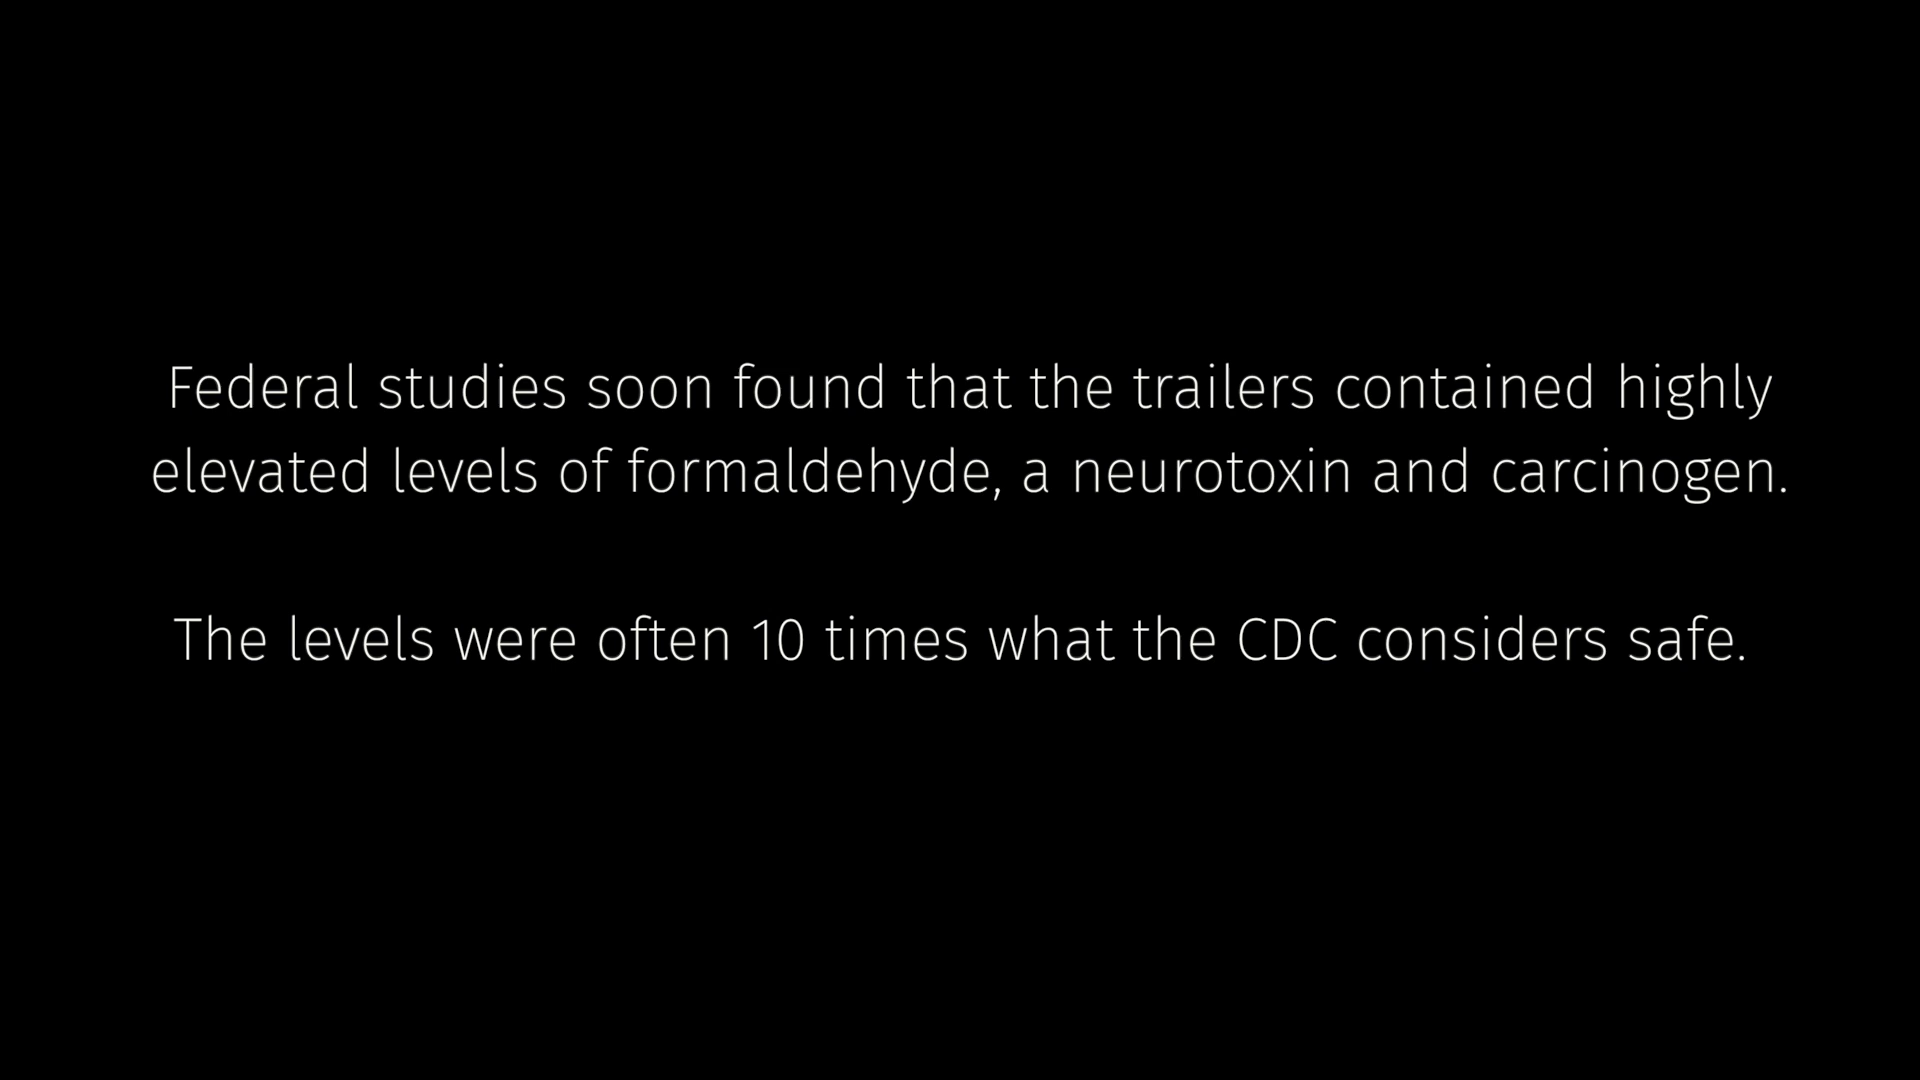 Federal studies soon found that the trailers contained highly
elevated levels of formaldehyde, a neurotoxin and carcinogen.
The levels were often 10 times what the CDC considers safe.